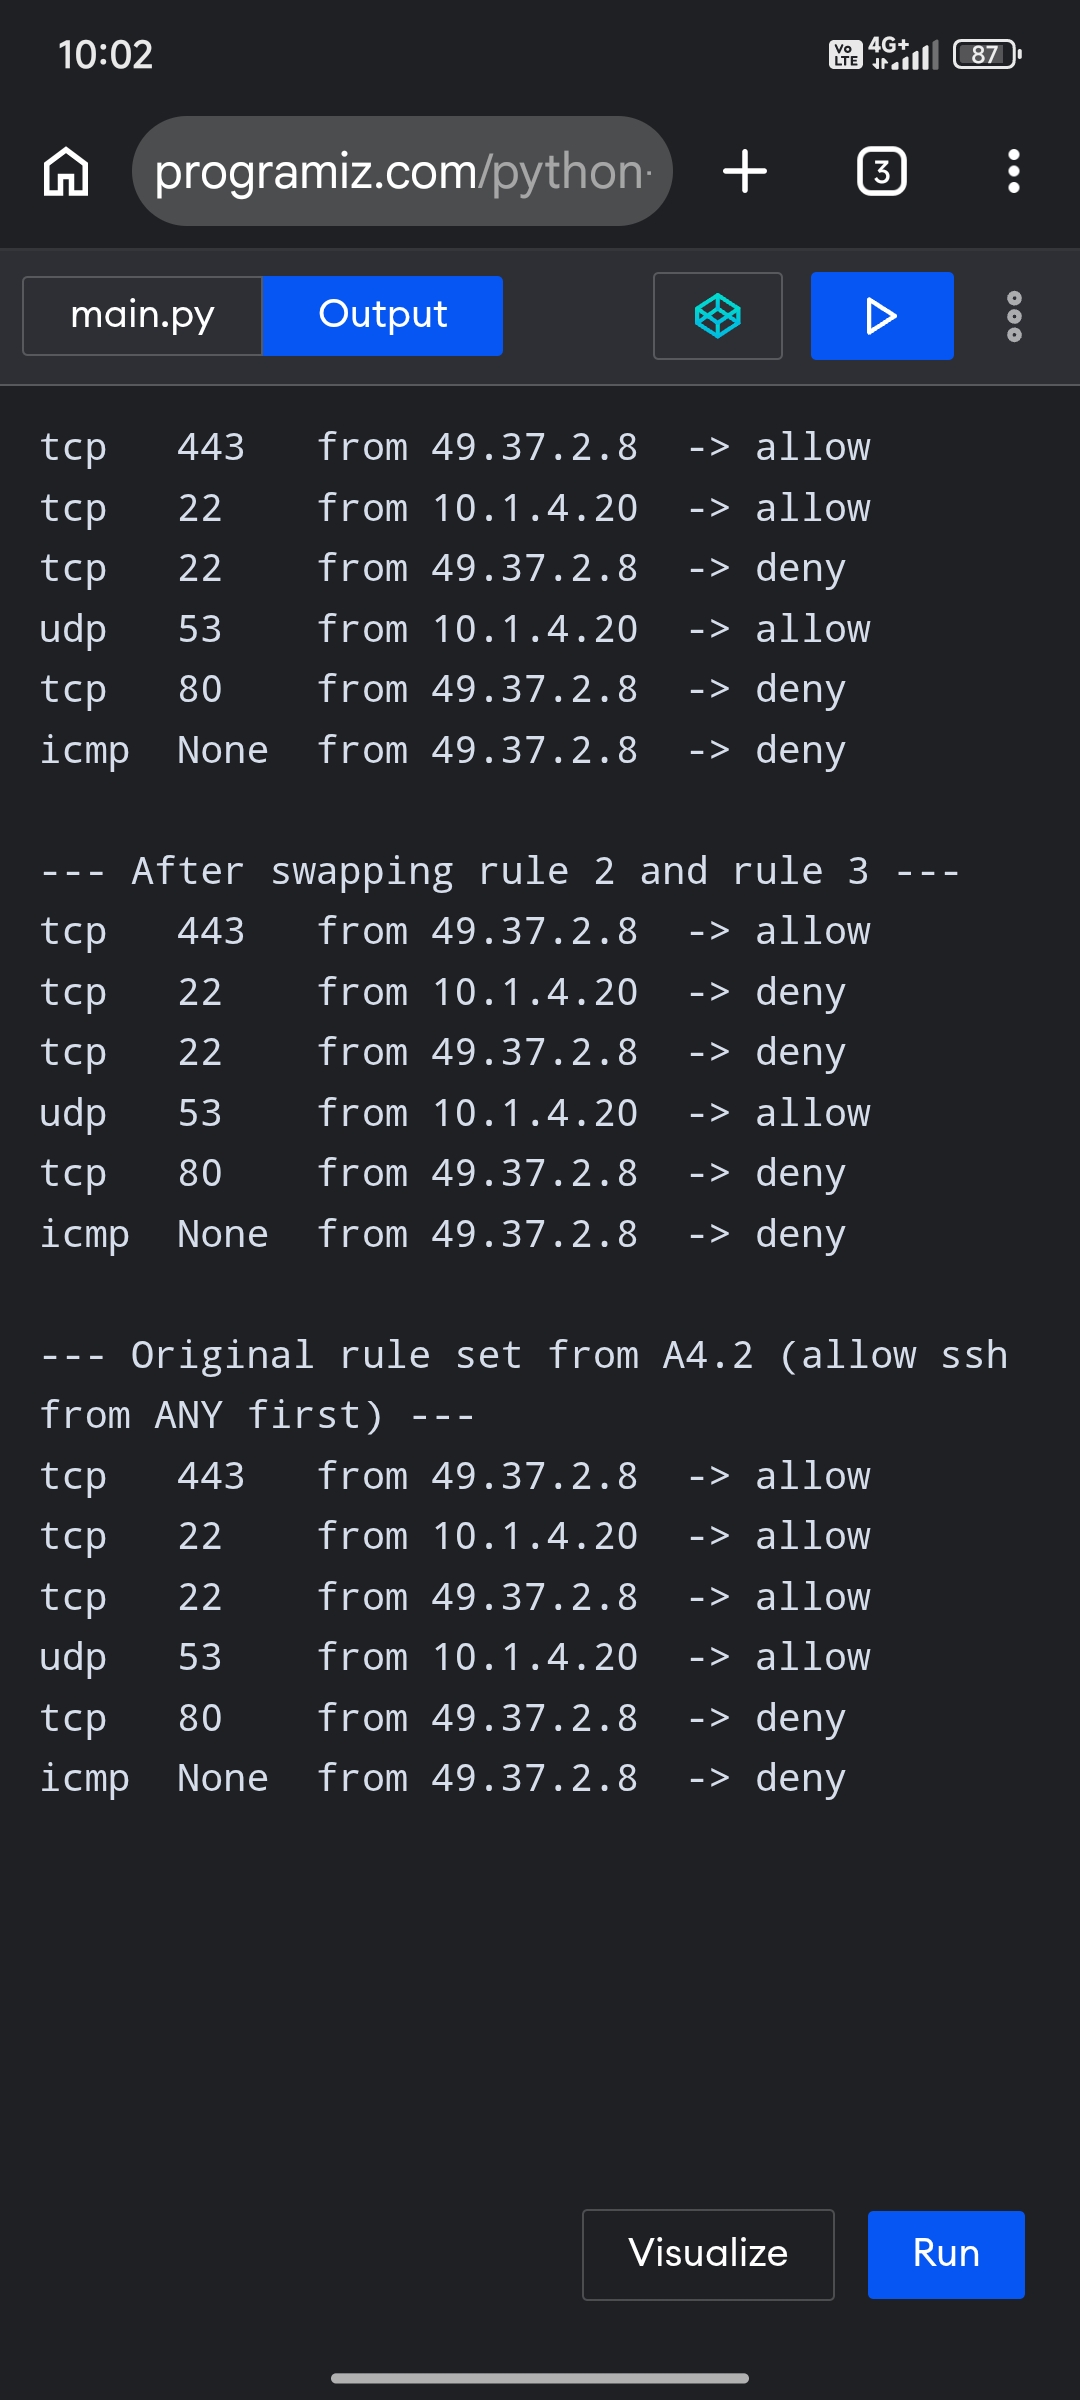 10:02
Vo LTE 4G+ 87
programiz.com/python-
3
main.py Output
tcp 443 from 49.37.2.8 -> allow
tcp 22 from 10.1.4.20 -> allow
tcp 22 from 49.37.2.8 -> deny
udp 53 from 10.1.4.20 -> allow
tcp 80 from 49.37.2.8 -> deny
icmp None from 49.37.2.8 -> deny
--- After swapping rule 2 and rule 3 ---
tcp 443 from 49.37.2.8 -> allow
tcp 22 from 10.1.4.20 -> deny
tcp 22 from 49.37.2.8 -> deny
udp 53 from 10.1.4.20 -> allow
tcp 80 from 49.37.2.8 -> deny
icmp None from 49.37.2.8 -> deny
--- Original rule set from A4.2 (allow ssh
from ANY first) ---
tcp 443 from 49.37.2.8 -> allow
tcp 22 from 10.1.4.20 -> allow
tcp 22 from 49.37.2.8 -> allow
udp 53 from 10.1.4.20 -> allow
tcp 80 from 49.37.2.8 -> deny
icmp None from 49.37.2.8 -> deny
Visualize Run